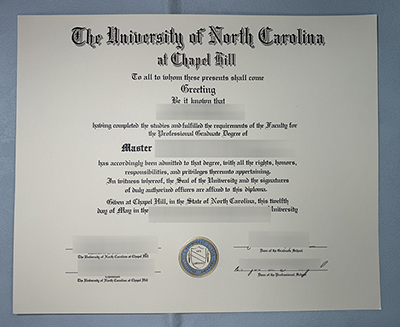 The University of North Carolina
at Chapel Hill
To all to whom these presents shall come
Greeting
Be it known that
having completed the studies and fulfilled the requirements of the Faculty for
the Professional Graduate Degree of
Master
has accordingly been admitted to that degree, with all the rights, honors,
responsibilities, and privileges thereunto appertaining.
In witness whereof, the Seal of the University and the signatures
of duly authorized officers are affixed to this diploma.
Given at Chapel Hill, in the State of North Carolina, this twelfth
day of May in the University
The University of North Carolina at Chapel Hill
Dean of the Graduate School
The University of North Carolina at Chapel Hill
Dean of the Professional School